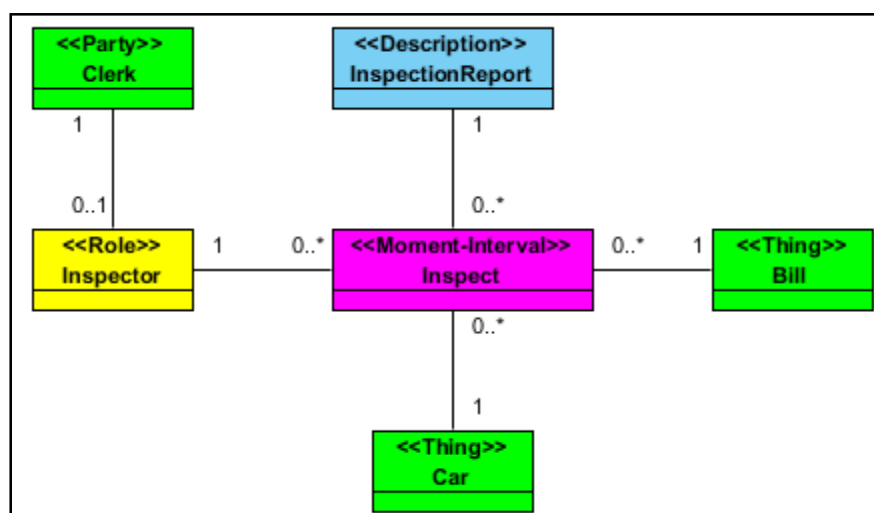 <<Party>>
Clerk
<<Description>>
InspectionReport
1
1
0..1
0..*
<<Role>>
Inspector
1
0..*
<<Moment-Interval>>
Inspect
0..*
1
<<Thing>>
Bill
0..*
1
<<Thing>>
Car